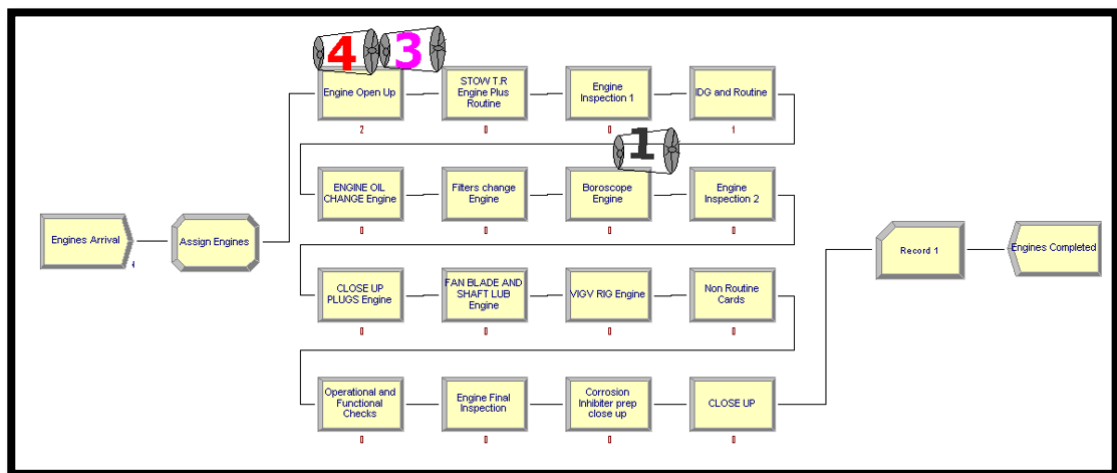 4 3
Engine Open Up
STOW T.R
Engine Plus
Routine
Engine
Inspection 1
IDG and Routine
2
0
0
1
1
ENGINE OIL
CHANGE Engine
Filters change
Engine
Boroscope
Engine
Engine
Inspection 2
0
0
0
0
Engines Arrival
4
Assign Engines
Record 1
Engines Completed
CLOSE UP
PLUGS Engine
FAN BLADE AND
SHAFT LUB
Engine
VIGV RIG Engine
Non Routine
Cards
0
0
0
0
Operational and
Functional
Checks
Engine Final
Inspection
Corrosion
Inhibiter prep
close up
CLOSE UP
0
0
0
0